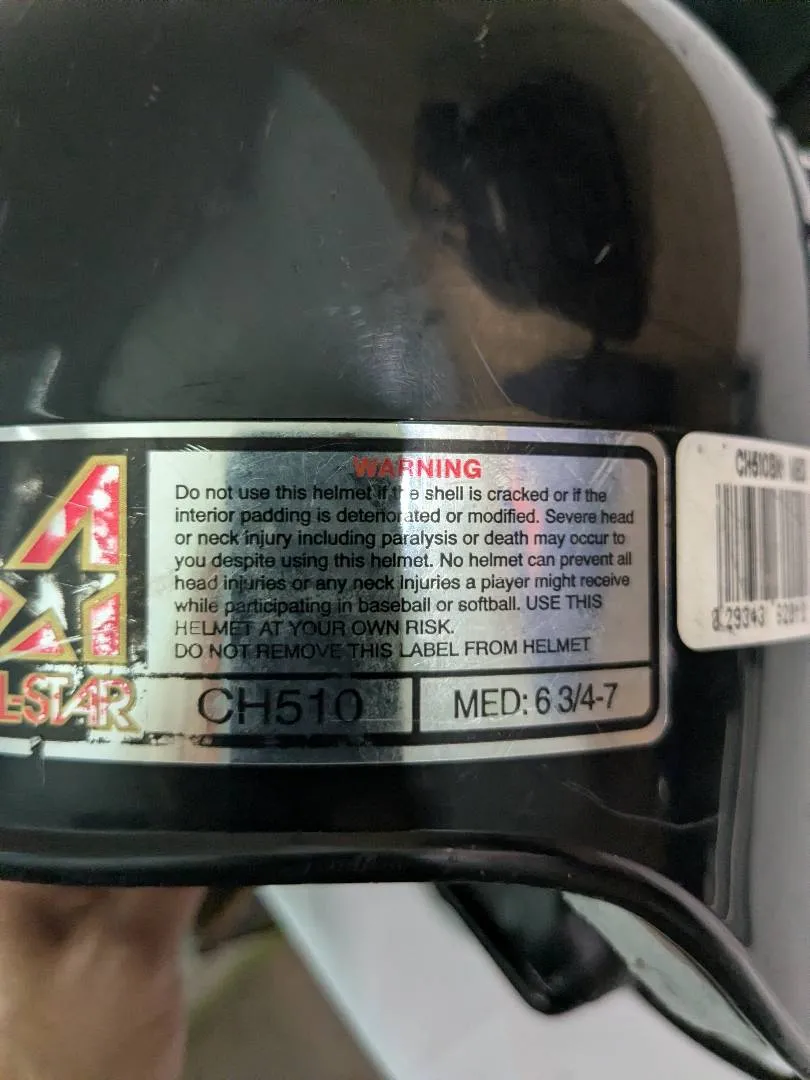 WARNING
Do not use this helmet if the shell is cracked or if the
interior padding is deteriorated or modified. Severe head
or neck injury including paralysis or death may occur to
you despite using this helmet. No helmet can prevent all
head injuries or any neck injuries a player might receive
while participating in baseball or softball. USE THIS
HELMET AT YOUR OWN RISK.
DO NOT REMOVE THIS LABEL FROM HELMET
L-STAR
CH510
MED: 6 3/4-7
8 29343